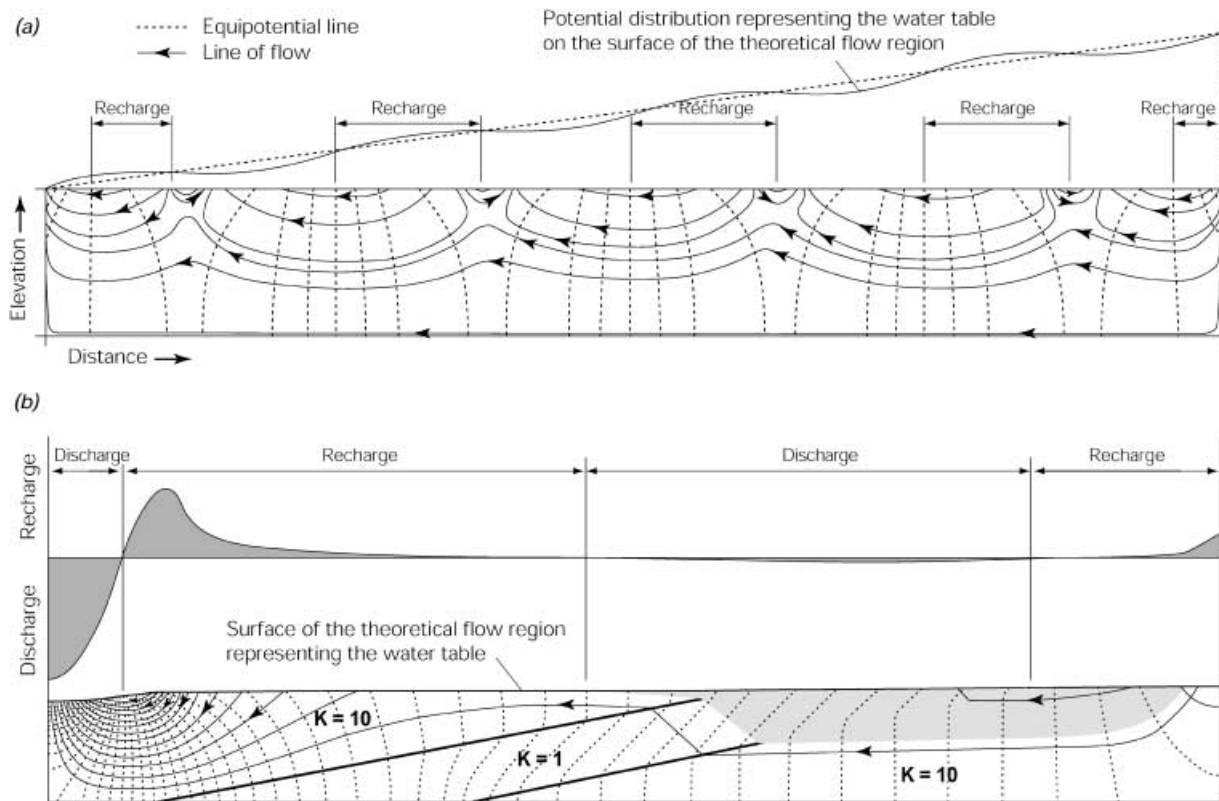 (a)
Equipotential line
Line of flow
Potential distribution representing the water table
on the surface of the theoretical flow region
Recharge
Recharge
Recharge
Recharge
Recharge
Elevation
Distance
(b)
Recharge
Discharge
Discharge
Recharge
Discharge
Recharge
Surface of the theoretical flow region
representing the water table
K = 10
K = 1
K = 10